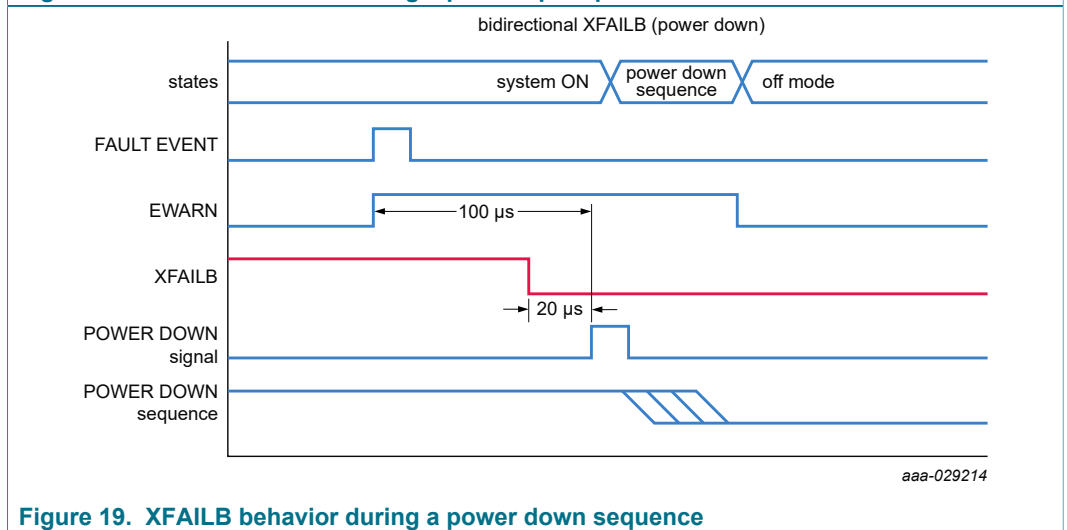 bidirectional XFAILB (power down)
states
system ON
power down
sequence
off mode
FAULT EVENT
EWARN
100 μs
XFAILB
20 μs
POWER DOWN
signal
POWER DOWN
sequence
aaa-029214
Figure 19. XFAILB behavior during a power down sequence